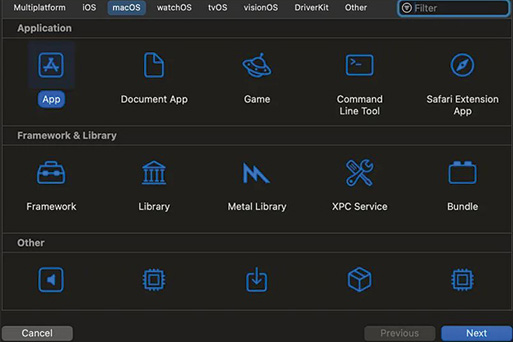 Multiplatform iOS macOS watchOS tvOS visionOS DriverKit Other Filter
Application
App Document App Game Command Line Tool Safari Extension App
Framework & Library
Framework Library Metal Library XPC Service Bundle
Other
Cancel Previous Next